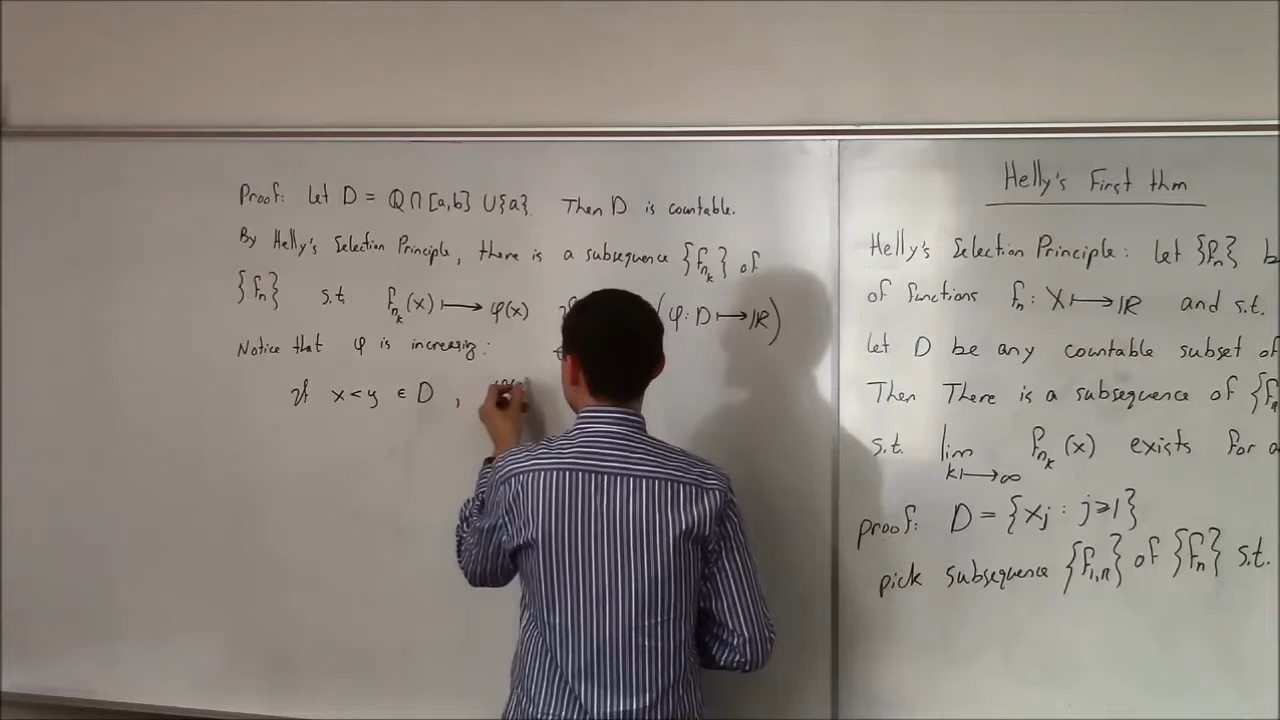 Proof: Let D = ℚ ∩ [a,b] ∪ {a}. Then D is countable.
By Helly's Selection Principle, there is a subsequence {f_{n_k}} of
{f_n} s.t f_{n_k}(x) ⟼ φ(x) (φ: D ⟼ ℝ)
Notice that φ is increasing:
If x < y ∈ D ,
Helly's First thm
Helly's Selection Principle: Let {f_n}
of functions f_n: X ⟼ ℝ and s.t.
Let D be any countable subset of
Then There is a subsequence of {f_n
s.t. lim_{k ⟼ ∞} f_{n_k}(x) exists for
proof: D = {x_j : j ≥ 1}
pick subsequence {f_{1,n}} of {f_n} s.t.